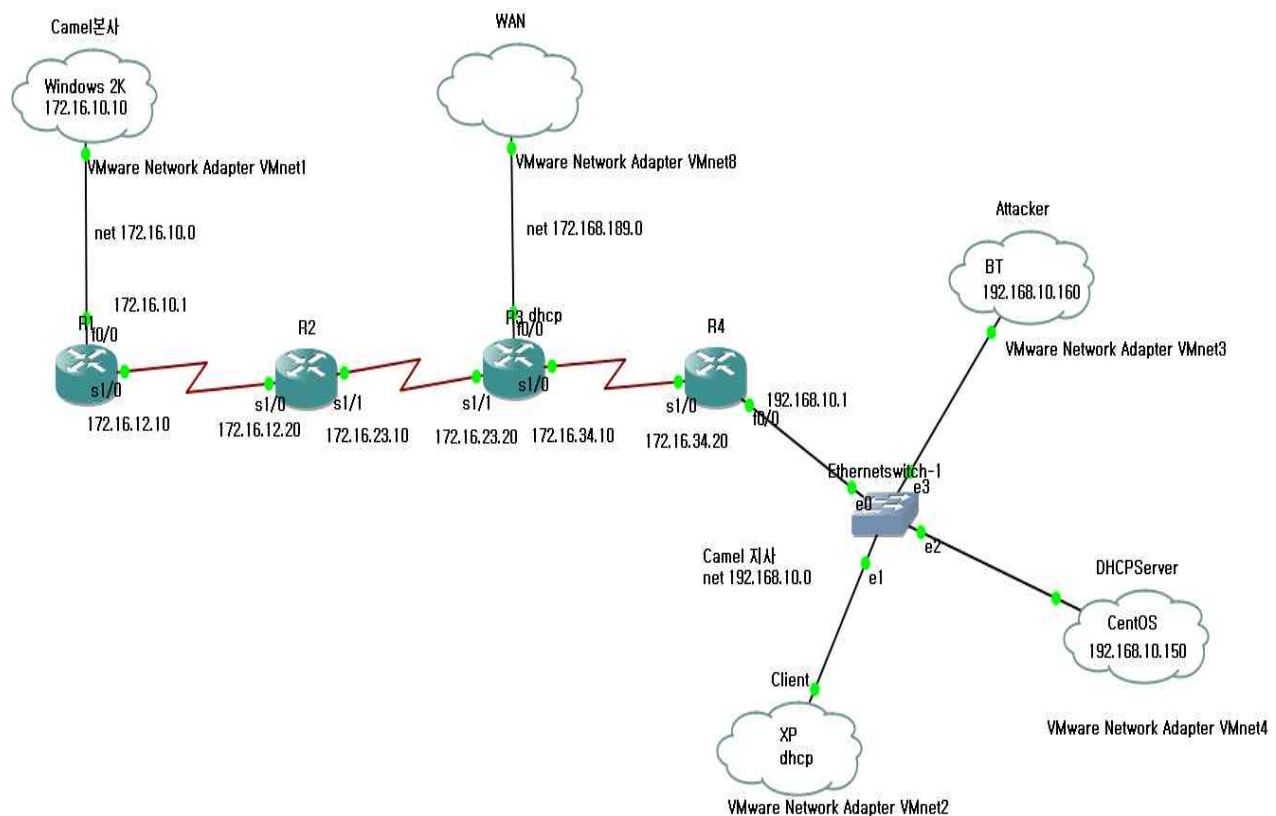 Camel본사
WAN
Windows 2K
172.16.10.10
VMware Network Adapter VMnet1
VMware Network Adapter VMnet8
net 172.16.10.0
net 172.168.189.0
Attacker
BT
192.168.10.160
VMware Network Adapter VMnet3
172.16.10.1
R1
f0/0
R2
R3
dhcp
f0/0
R4
s1/0
s1/0
s1/1
s1/1
s1/0
s1/0
192.168.10.1
f0/0
172.16.12.10
172.16.12.20
172.16.23.10
172.16.23.20
172.16.34.10
172.16.34.20
Ethernetswitch-1
e3
e0
e2
e1
Camel 지사
net 192.168.10.0
DHCPServer
CentOS
192.168.10.150
VMware Network Adapter VMnet4
Client
XP
dhcp
VMware Network Adapter VMnet2